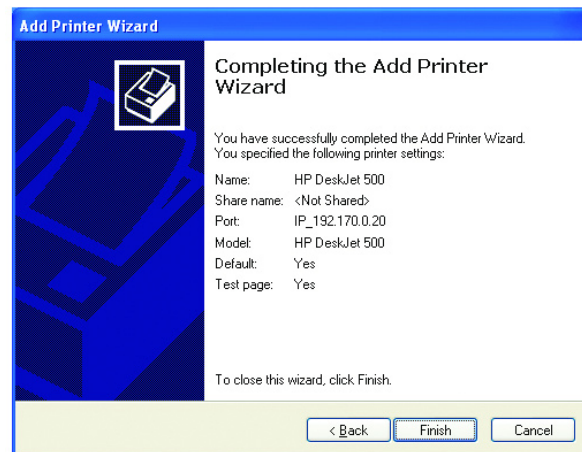 Add Printer Wizard
Completing the Add Printer
Wizard
You have successfully completed the Add Printer Wizard.
You specified the following printer settings:
Name: HP DeskJet 500
Share name: <Not Shared>
Port: IP_192.170.0.20
Model: HP DeskJet 500
Default: Yes
Test page: Yes
To close this wizard, click Finish.
< Back Finish Cancel